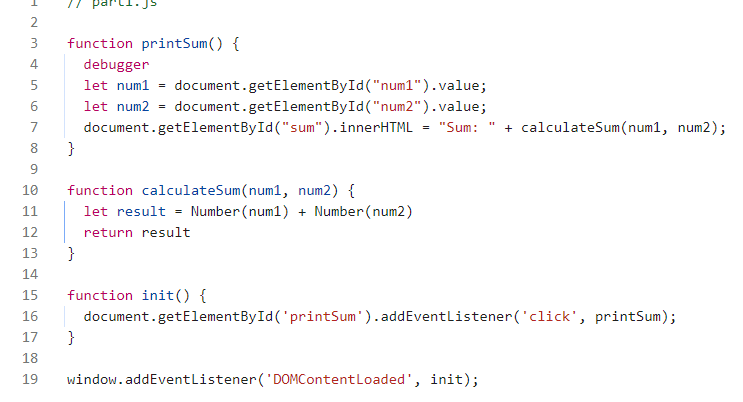 1 // part1.js
2
3 function printSum() {
4 debugger
5 let num1 = document.getElementById("num1").value;
6 let num2 = document.getElementById("num2").value;
7 document.getElementById("sum").innerHTML = "Sum: " + calculateSum(num1, num2);
8 }
9
10 function calculateSum(num1, num2) {
11 let result = Number(num1) + Number(num2)
12 return result
13 }
14
15 function init() {
16 document.getElementById('printSum').addEventListener('click', printSum);
17 }
18
19 window.addEventListener('DOMContentLoaded', init);